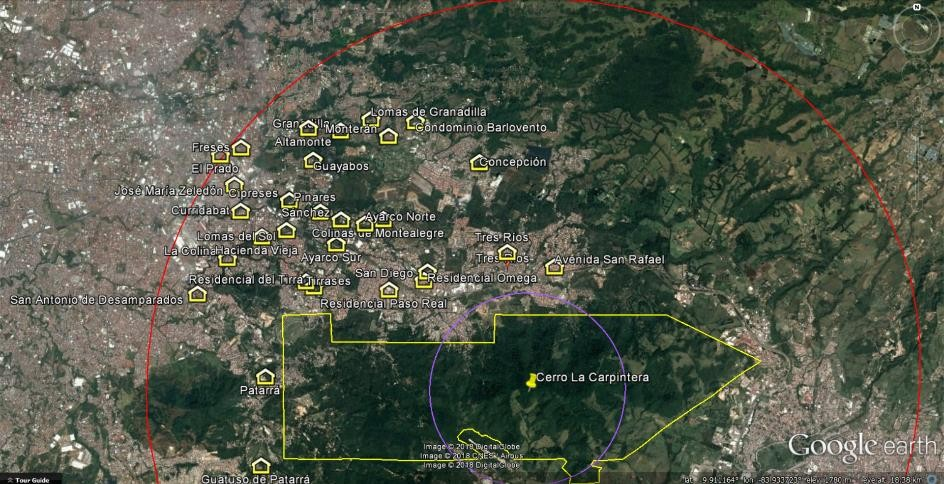 N
Lomas de Granadilla
Granadilla
Monterán
Condominio Barlovento
Altamonte
Freses
Concepción
El Prado
Guayabos
José María Zeledón
Cipreses
Pinares
Curridabat
Sánchez
Ayarco Norte
Lomas del Sol
Colinas de Montealegre
Tres Ríos
La Colina
Hacienda Vieja
Ayarco Sur
Tres Ríos
Avenida San Rafael
San Diego
Residencial Omega
Residencial del Tirra
Tirrases
San Antonio de Desamparados
Residencial Paso Real
Cerro La Carpintera
Patarrá
Image © 2018 DigitalGlobe
Image © 2018 CNES / Airbus
Image © 2018 DigitalGlobe
Google earth
Guatuso de Patarrá
Tour Guide
lat 9.911164° lon -83.933723° elev 1780 m eye alt 18.38 km